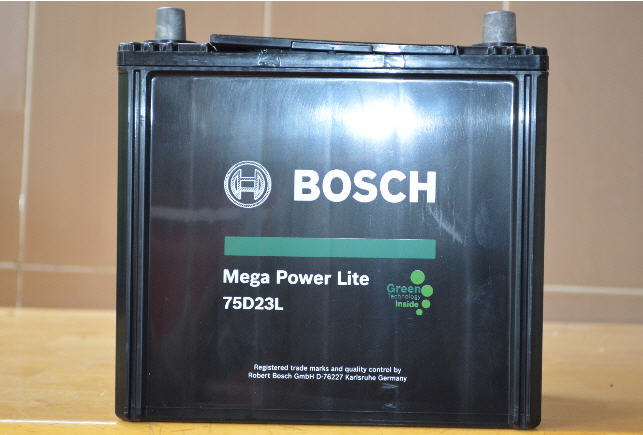 BOSCH
Mega Power Lite
75D23L
Green
Technology
Inside
Registered trade marks and quality control by
Robert Bosch GmbH D-76227 Karlsruhe Germany